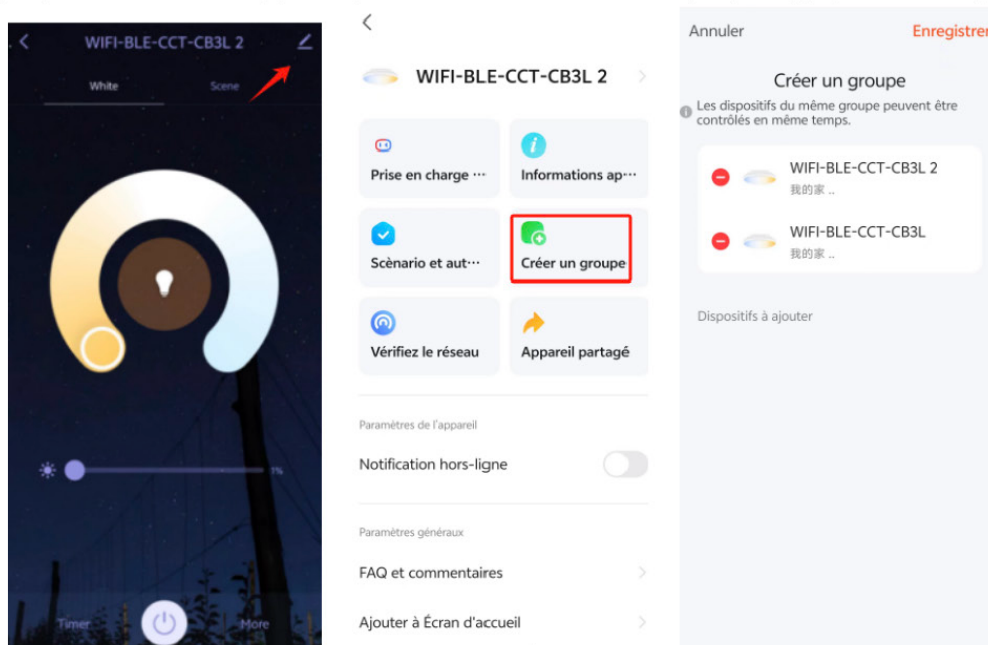 WIFI-BLE-CCT-CB3L 2
White
Scene
1%
Timer
More
WIFI-BLE-CCT-CB3L 2
Prise en charge ···
Informations ap···
Scènario et aut···
Créer un groupe
Vérifiez le réseau
Appareil partagé
Paramètres de l'appareil
Notification hors-ligne
Paramètres généraux
FAQ et commentaires
Ajouter à Écran d'accueil
Annuler
Enregistrer
Créer un groupe
Les dispositifs du même groupe peuvent être
contrôlés en même temps.
WIFI-BLE-CCT-CB3L 2
我的家 ..
WIFI-BLE-CCT-CB3L
我的家 ..
Dispositifs à ajouter